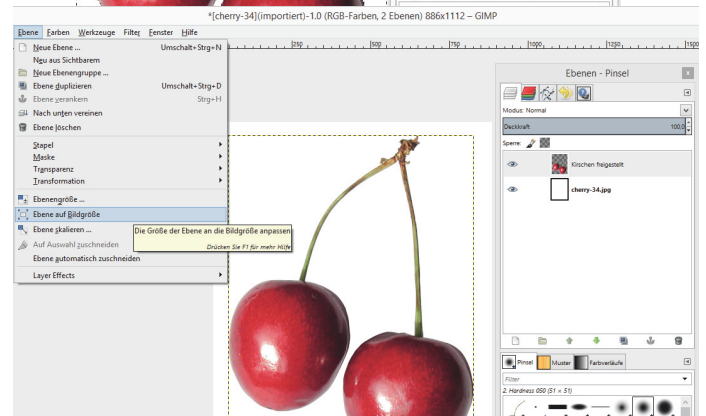 *[cherry-34](importiert)-1.0 (RGB-Farben, 2 Ebenen) 886x1112 – GIMP
Ebene Farben Werkzeuge Filter Fenster Hilfe
Neue Ebene ... Umschalt+Strg+N
Neu aus Sichtbarem
Neue Ebenengruppe ...
Ebene duplizieren Umschalt+Strg+D
Ebene verankern Strg+H
Nach unten vereinen
Ebene löschen
Stapel
Maske
Transparenz
Transformation
Ebenengröße ...
Ebene auf Bildgröße
Ebene skalieren ...
Auf Auswahl zuschneiden
Ebene automatisch zuschneiden
Layer Effects
Die Größe der Ebene an die Bildgröße anpassen
Drücken Sie F1 für mehr Hilfe
250 500 750 1000 1250 1500
Ebenen - Pinsel x
Modus: Normal
Deckkraft 100,0
Sperre:
Kirschen freigestellt
cherry-34.jpg
Pinsel Muster Farbverläufe
Filter
2. Hardness 050 (51 × 51)